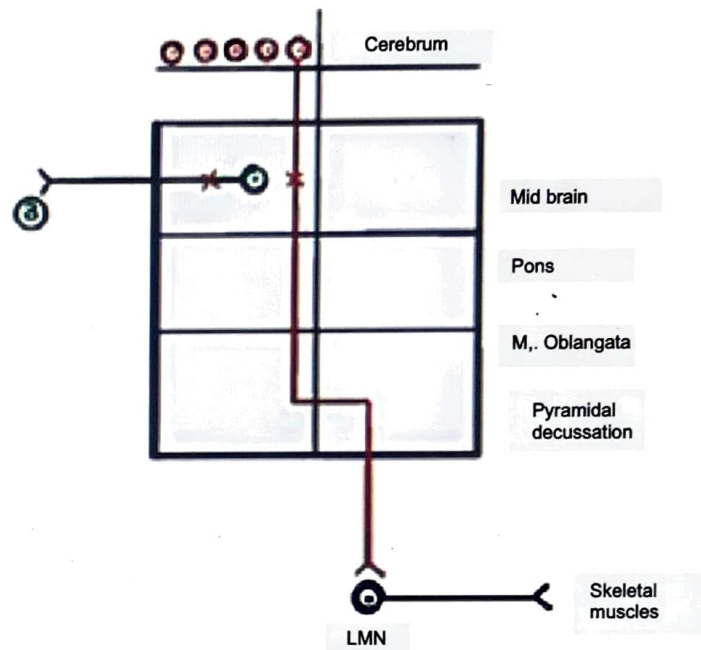 Cerebrum
Mid brain
Pons
M,. Oblangata
Pyramidal
decussation
Skeletal
muscles
LMN